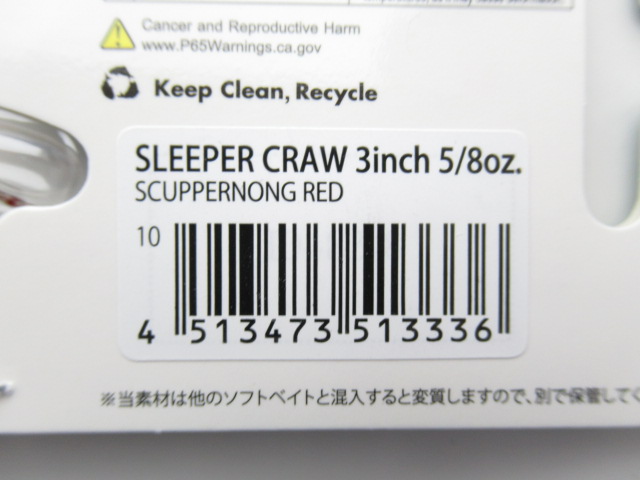 Cancer and Reproductive Harm
www.P65Warnings.ca.gov
Keep Clean, Recycle
SLEEPER CRAW 3inch 5/8oz.
SCUPPERNONG RED
10
4 513473 513336
※当素材は他のソフトベイトと混入すると変質しますので、別で保管してく